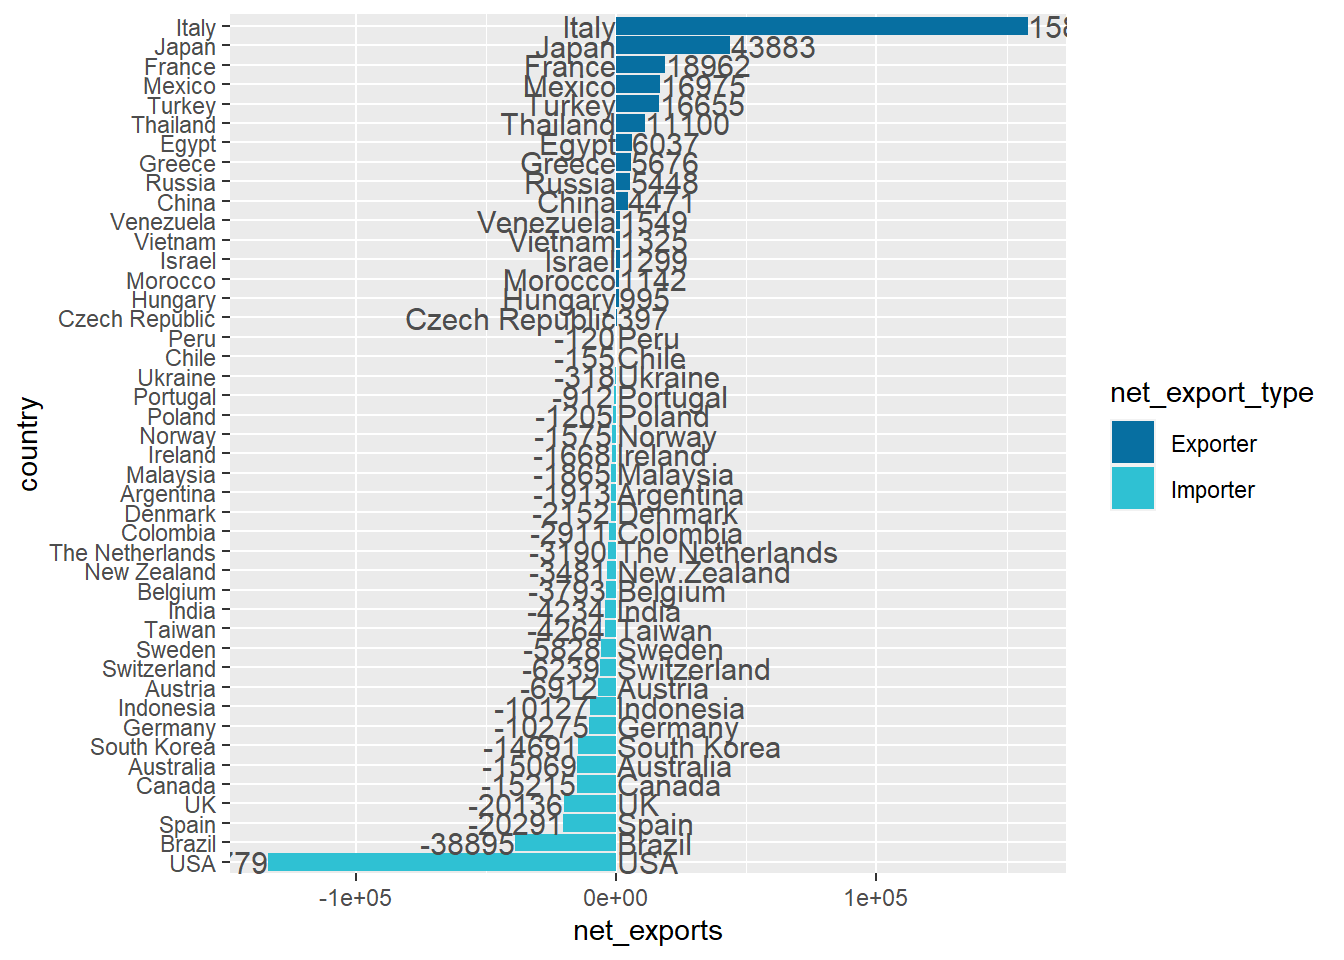 Italy Italy 158
Japan Japan 43883
France France 18962
Mexico Mexico 16975
Turkey Turkey 16655
Thailand Thailand 11100
Egypt Egypt 6037
Greece Greece 5676
Russia Russia 5448
China China 4471
Venezuela Venezuela 1549
Vietnam Vietnam 1325
Israel Israel 1299
Morocco Morocco 1142
Hungary Hungary 995
Czech Republic Czech Republic 397
Peru -120 Peru
Chile -155 Chile
Ukraine -318 Ukraine
Portugal -912 Portugal
Poland -1205 Poland
Norway -1575 Norway
Ireland -1668 Ireland
Malaysia -1865 Malaysia
Argentina -1913 Argentina
Denmark -2152 Denmark
Colombia -2911 Colombia
The Netherlands -3190 The Netherlands
New Zealand -3481 New Zealand
Belgium -3793 Belgium
India -4234 India
Taiwan -4264 Taiwan
Sweden -5828 Sweden
Switzerland -6239 Switzerland
Austria -6912 Austria
Indonesia -10127 Indonesia
Germany -10275 Germany
South Korea -14691 South Korea
Australia -15069 Australia
Canada -15215 Canada
UK -20136 UK
Spain -20291 Spain
Brazil -38895 Brazil
USA 79 USA
-1e+05 0e+00 1e+05
net_exports
country
net_export_type
Exporter
Importer